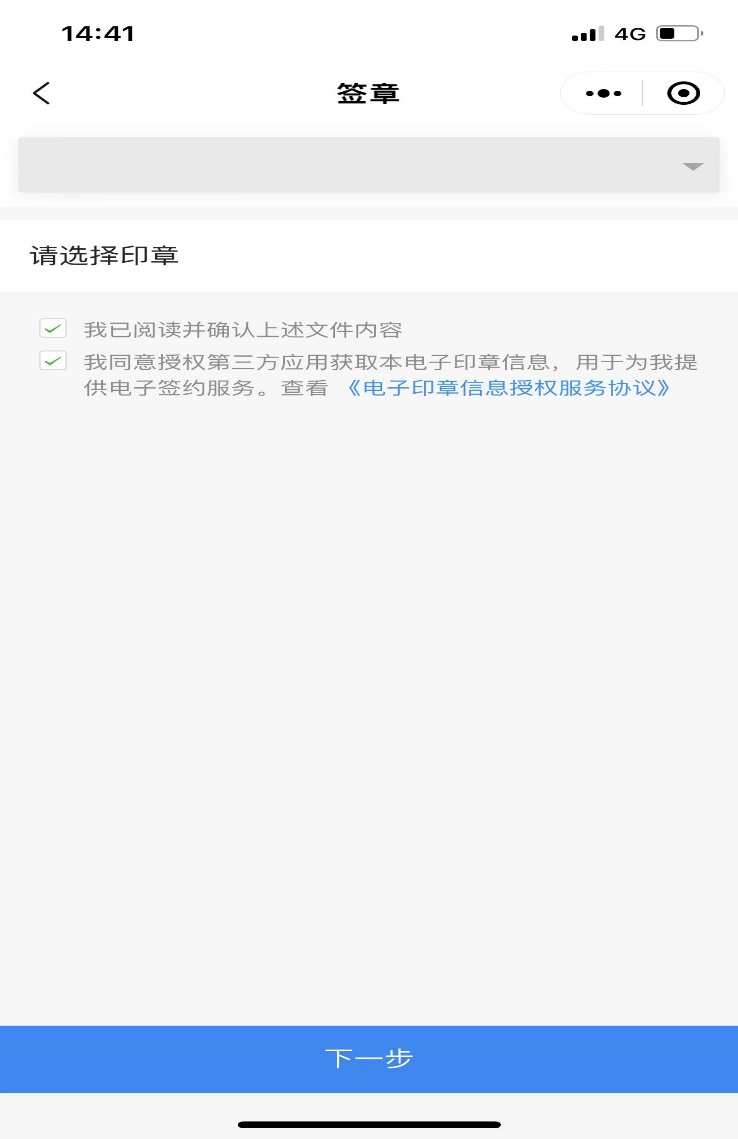 14:41
4G
签章
请选择印章
我已阅读并确认上述文件内容
我同意授权第三方应用获取本电子印章信息，用于为我提
供电子签约服务。查看 《电子印章信息授权服务协议》
下一步